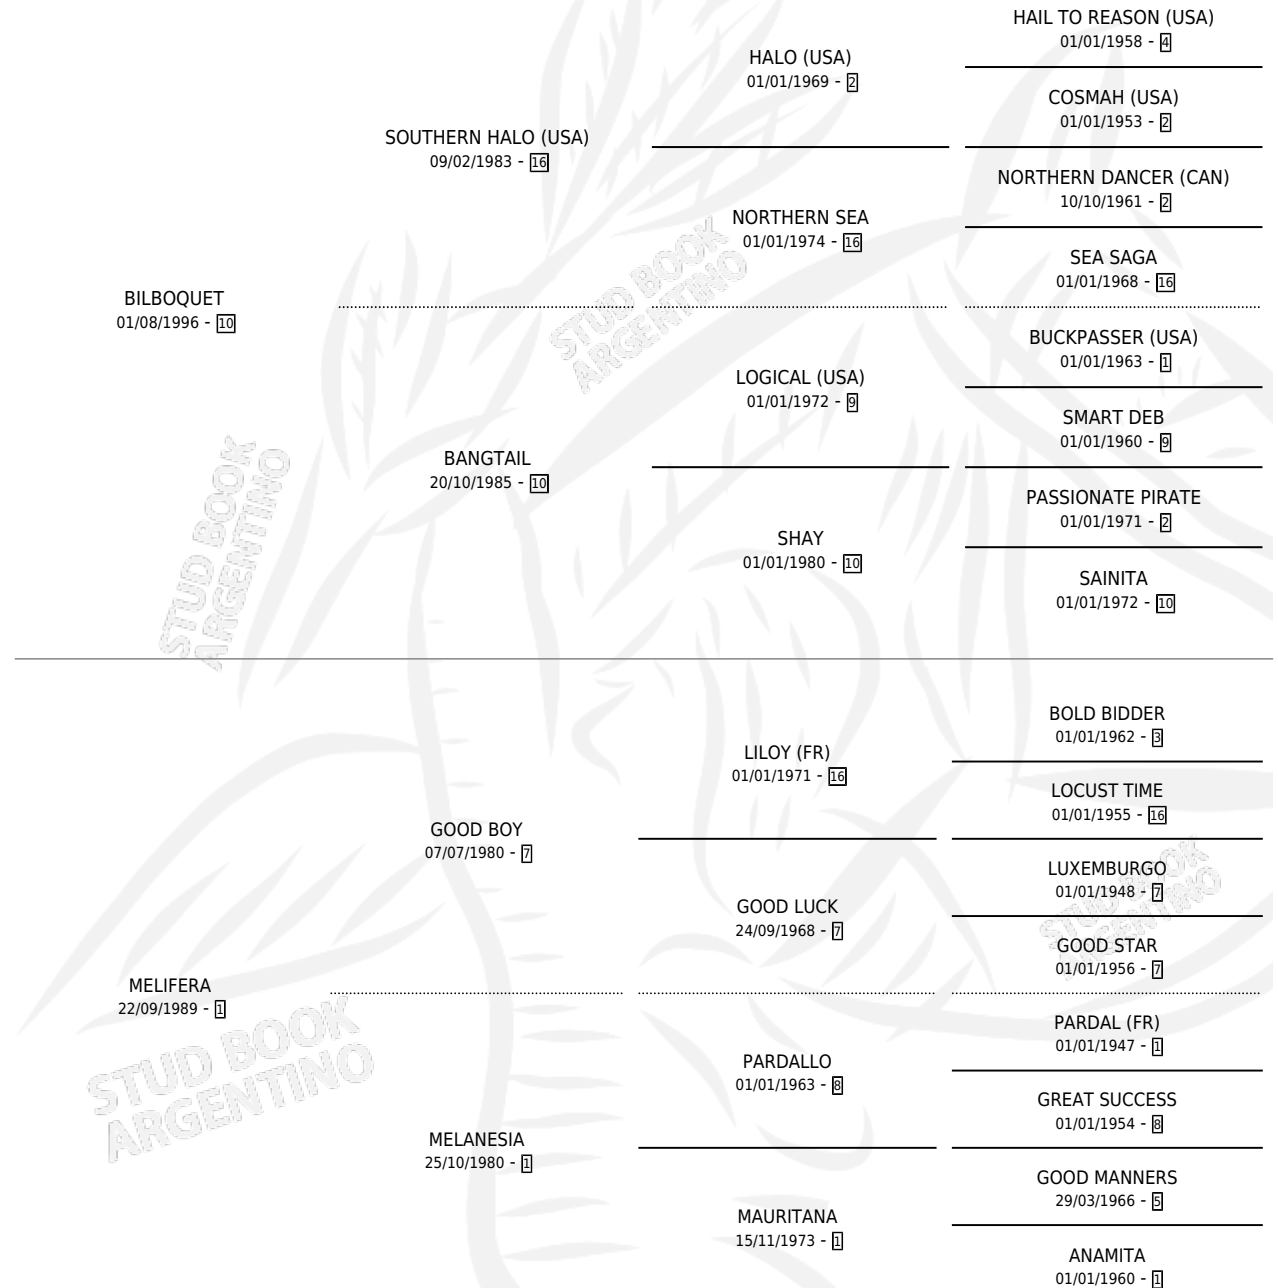 HAIL TO REASON (USA)
01/01/1958 - 4
HALO (USA)
01/01/1969 - 2
COSMAH (USA)
01/01/1953 - 2
SOUTHERN HALO (USA)
09/02/1983 - 16
NORTHERN DANCER (CAN)
10/10/1961 - 2
NORTHERN SEA
01/01/1974 - 16
SEA SAGA
01/01/1968 - 16
BILBOQUET
01/08/1996 - 10
BUCKPASSER (USA)
01/01/1963 - 1
LOGICAL (USA)
01/01/1972 - 9
SMART DEB
01/01/1960 - 9
BANGTAIL
20/10/1985 - 10
PASSIONATE PIRATE
01/01/1971 - 2
SHAY
01/01/1980 - 10
SAINITA
01/01/1972 - 10
BOLD BIDDER
01/01/1962 - 3
LILOY (FR)
01/01/1971 - 16
LOCUST TIME
01/01/1955 - 16
GOOD BOY
07/07/1980 - 7
LUXEMBURGO
01/01/1948 - 7
GOOD LUCK
24/09/1968 - 7
GOOD STAR
01/01/1956 - 7
MELIFERA
22/09/1989 - 1
PARDAL (FR)
01/01/1947 - 1
PARDALLO
01/01/1963 - 8
GREAT SUCCESS
01/01/1954 - 8
MELANESIA
25/10/1980 - 1
GOOD MANNERS
29/03/1966 - 5
MAURITANA
15/11/1973 - 1
ANAMITA
01/01/1960 - 1
STUD BOOK
ARGENTINO
STUD BOOK
ARGENTINO
STUD BOOK
ARGENTINO
STUD BOOK
ARGENTINO